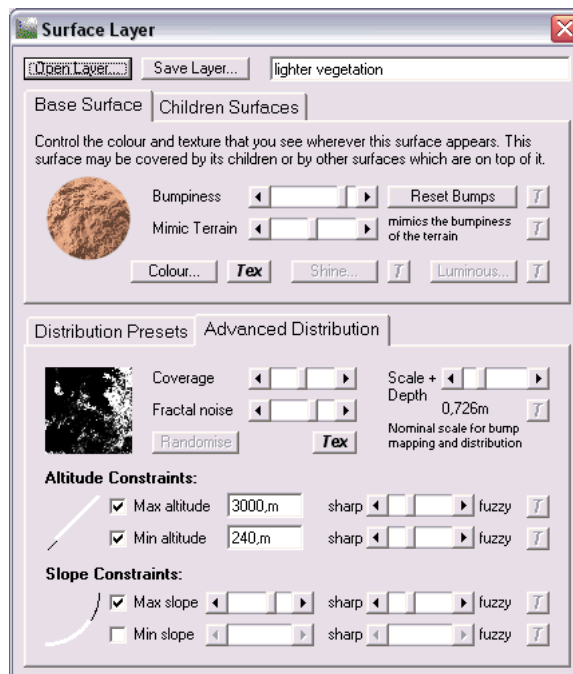 Surface Layer
Open Layer... Save Layer... lighter vegetation
Base Surface Children Surfaces
Control the colour and texture that you see wherever this surface appears. This
surface may be covered by its children or by other surfaces which are on top of it.
Bumpiness Reset Bumps T
Mimic Terrain mimics the bumpiness
of the terrain T
Colour... Tex Shine... T Luminous... T
Distribution Presets Advanced Distribution
Coverage Scale +
Depth
Fractal noise 0,726m T
Randomise Tex Nominal scale for bump
mapping and distribution
Altitude Constraints:
Max altitude 3000,m sharp fuzzy T
Min altitude 240,m sharp fuzzy T
Slope Constraints:
Max slope sharp fuzzy T
Min slope sharp fuzzy T